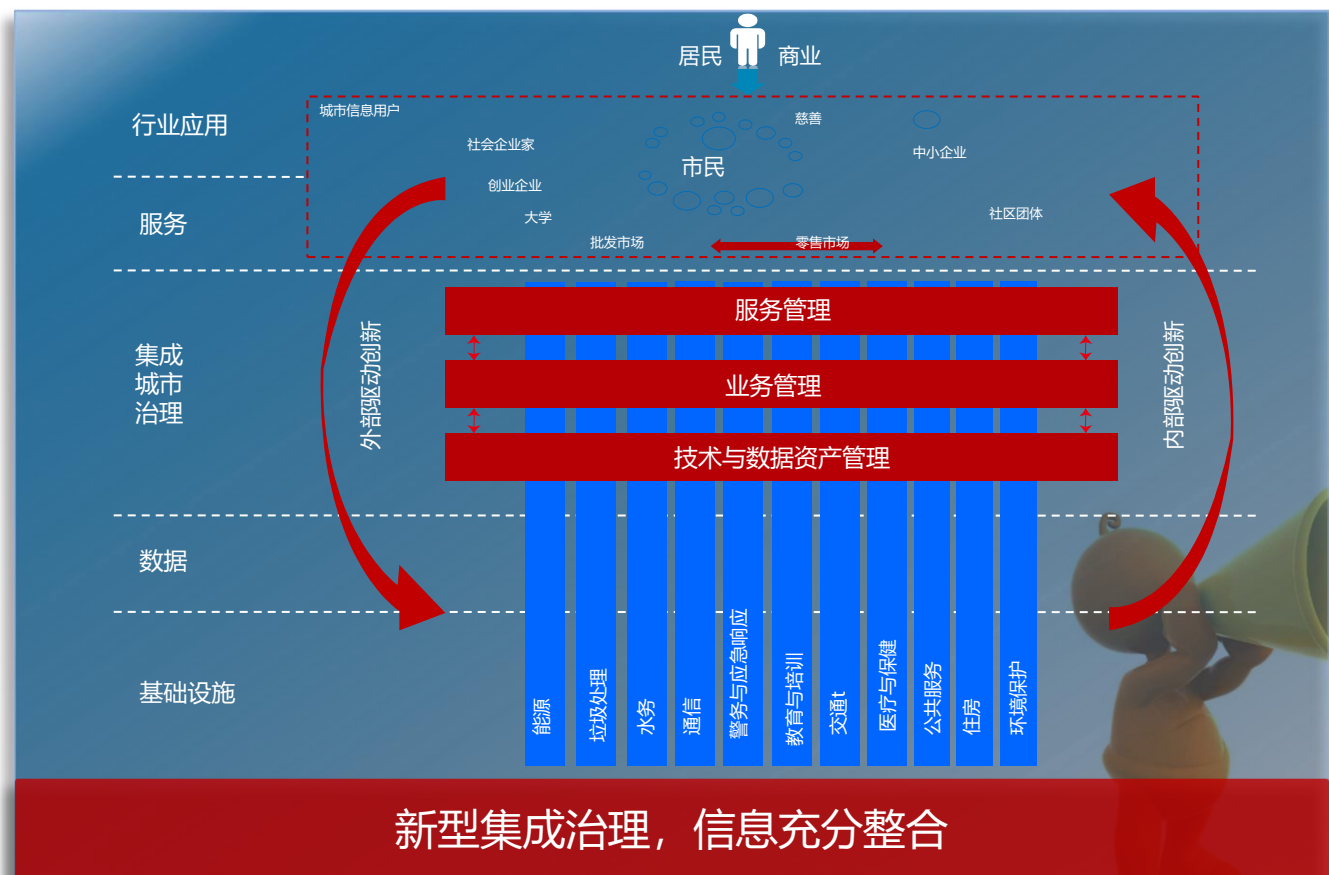 居民 商业
行业应用
城市信息用户
慈善
社会企业家
中小企业
市民
创业企业
服务
大学
社区团体
批发市场
零售市场
集成
城市
治理
外部驱动创新
服务管理
业务管理
技术与数据资产管理
内部驱动创新
数据
基础设施
能源
垃圾处理
水务
通信
警务与应急响应
教育与培训
交通t
医疗与保健
公共服务
住房
环境保护
新型集成治理，信息充分整合